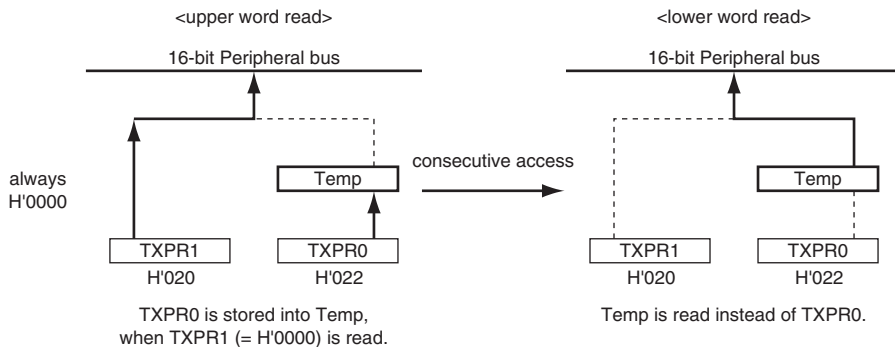 <upper word read>
16-bit Peripheral bus
always
H'0000
Temp
TXPR1
TXPR0
H'020
H'022
TXPR0 is stored into Temp,
when TXPR1 (= H'0000) is read.
consecutive access
<lower word read>
16-bit Peripheral bus
Temp
TXPR1
TXPR0
H'020
H'022
Temp is read instead of TXPR0.